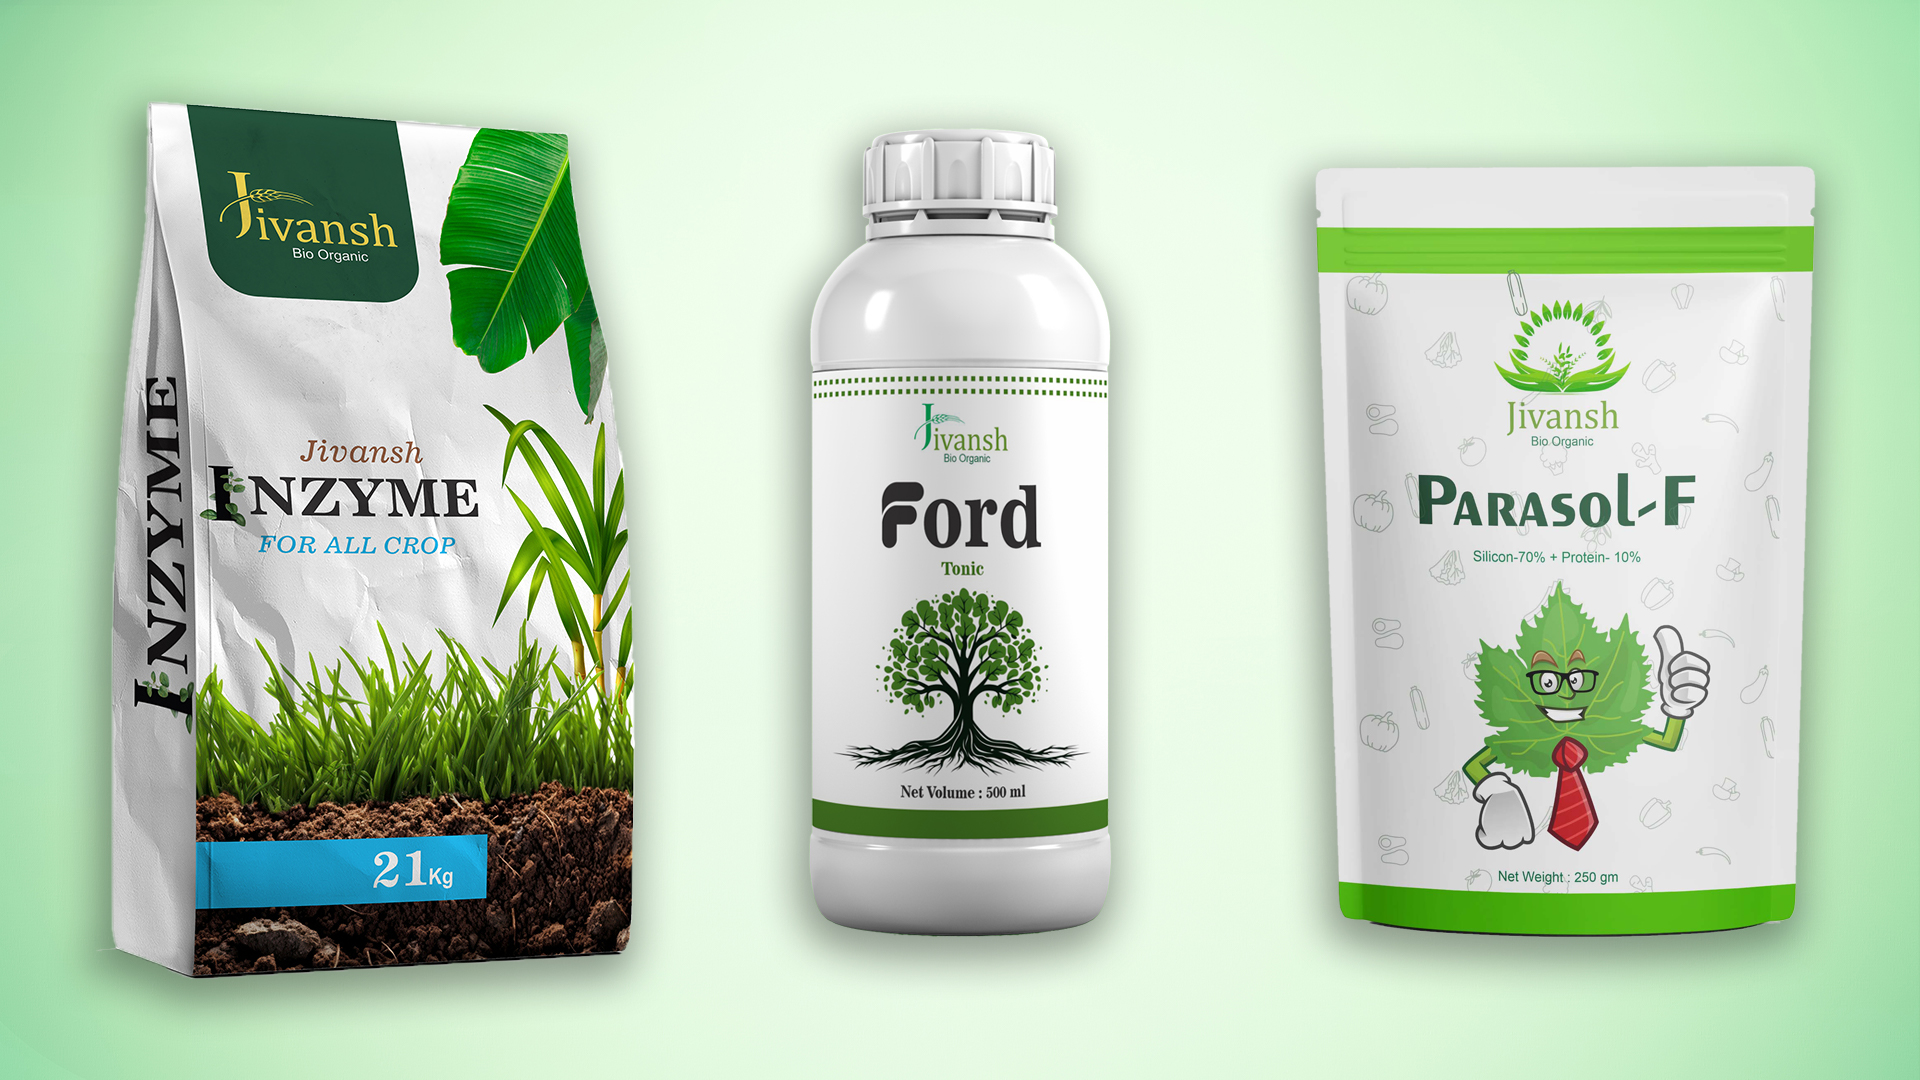 Jivansh
Bio Organic
INZYME
Jivansh
INZYME
FOR ALL CROP
21Kg
Jivansh
Bio Organic
Ford
Tonic
Net Volume : 500 ml
Jivansh
Bio Organic
PARASOL-F
Silicon-70% + Protein- 10%
Net Weight : 250 gm